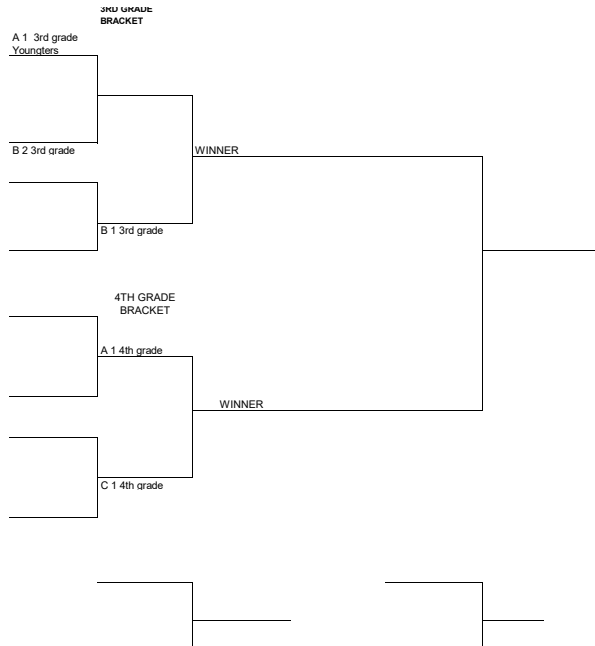 3RD GRADE
BRACKET
A 1 3rd grade
Youngters
B 2 3rd grade
WINNER
B 1 3rd grade
4TH GRADE
BRACKET
A 1 4th grade
WINNER
C 1 4th grade